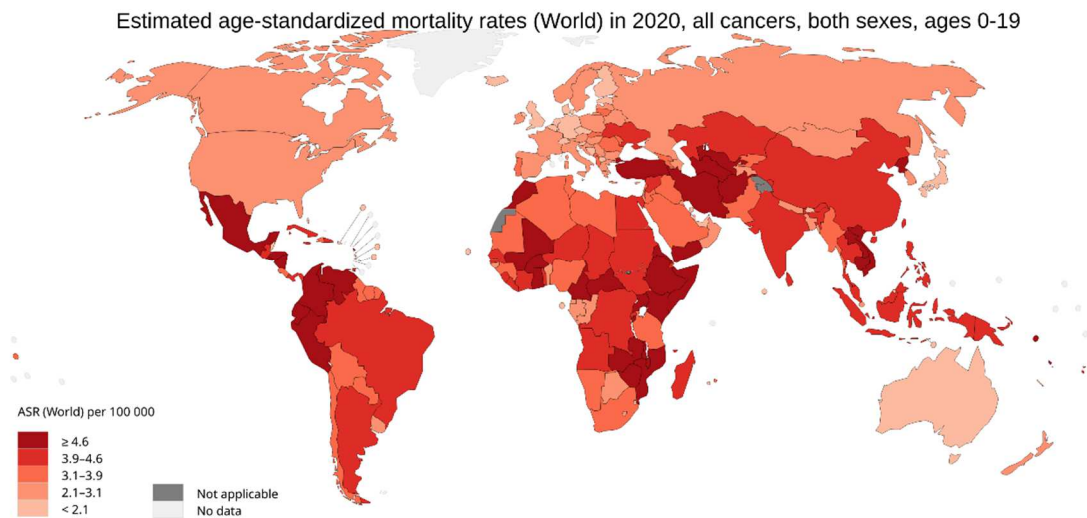 Estimated age-standardized mortality rates (World) in 2020, all cancers, both sexes, ages 0-19
ASR (World) per 100 000
≥ 4.6
3.9–4.6
3.1–3.9
2.1–3.1
< 2.1
Not applicable
No data